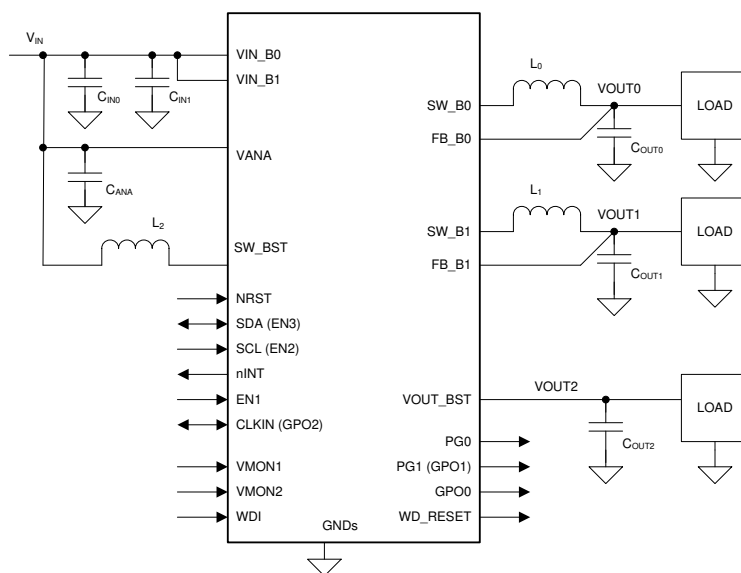 VIN
VIN_B0
VIN_B1
CIN0
CIN1
L0
VOUT0
LOAD
SW_B0
FB_B0
COUT0
VANA
CANA
L1
VOUT1
LOAD
L2
SW_BST
SW_B1
FB_B1
COUT1
NRST
SDA (EN3)
SCL (EN2)
nINT
EN1
CLKIN (GPO2)
VMON1
VMON2
WDI
VOUT_BST
VOUT2
LOAD
COUT2
PG0
PG1 (GPO1)
GPO0
WD_RESET
GNDs